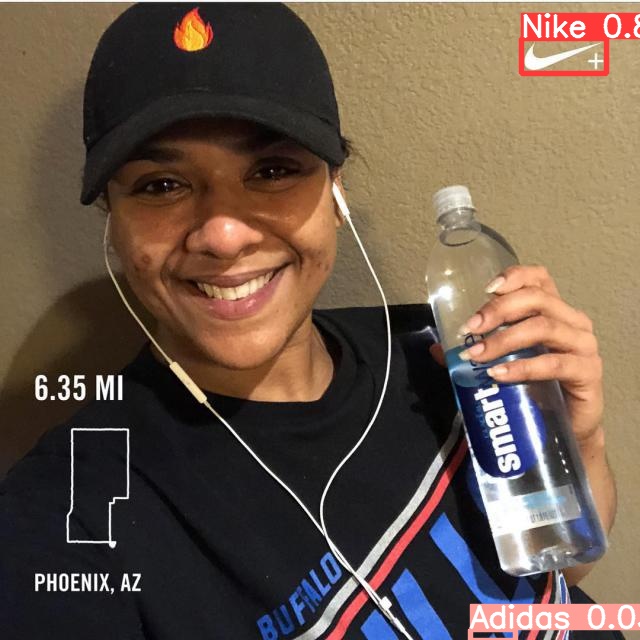 Nike 0.8
6.35 MI
smartwater
BUFFALO
PHOENIX, AZ
Adidas 0.0